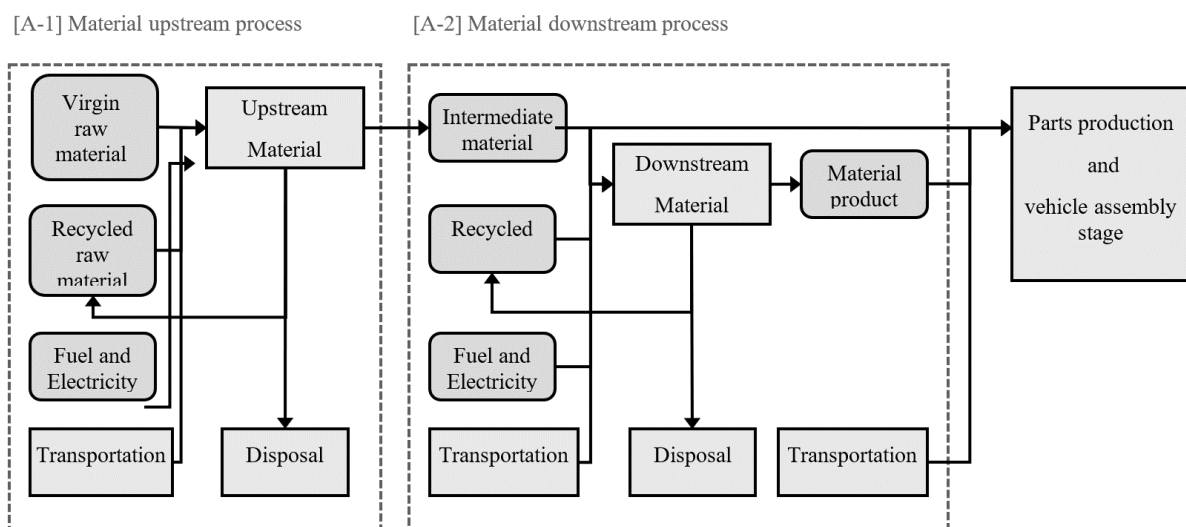 [A-1] Material upstream process
[A-2] Material downstream process
Virgin
raw
material
Upstream
Material
Recycled
raw
material
Fuel and
Electricity
Transportation
Disposal
Intermediate
material
Downstream
Material
Material
product
Recycled
Fuel and
Electricity
Transportation
Disposal
Transportation
Parts production
and
vehicle assembly
stage